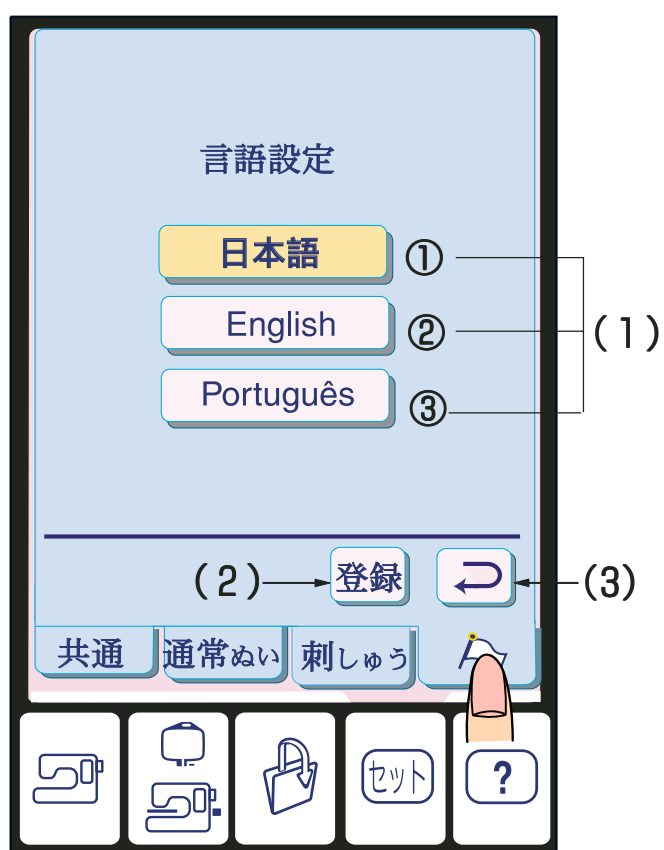 言語設定
日本語 ①
English ②
(1)
Português ③
(2) 登録 (3)
共通 通常ぬい 刺しゅう
セット ?